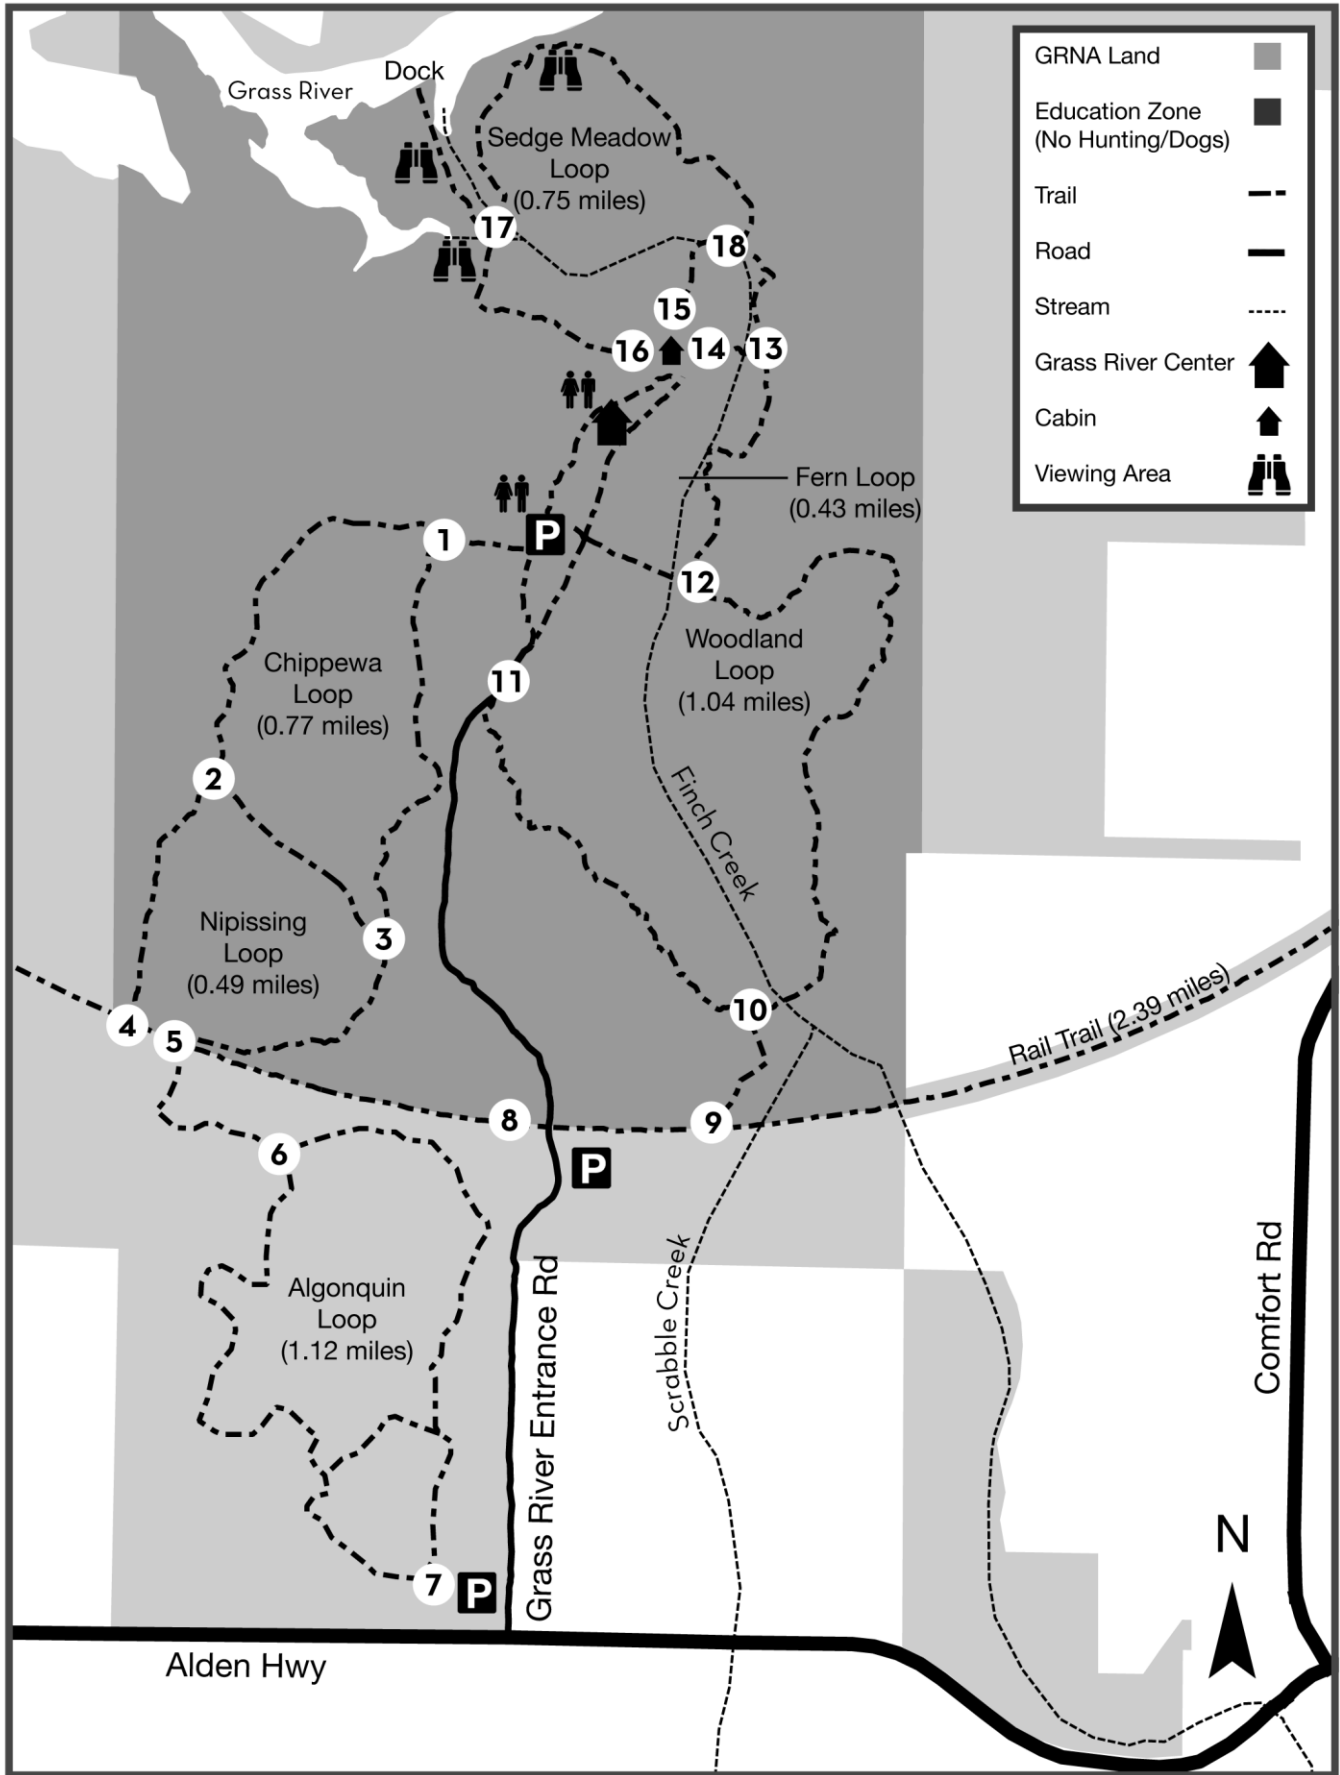 Dock
Grass River
Sedge Meadow
Loop
(0.75 miles)
17
18
15
16
14
13
Fern Loop
(0.43 miles)
P
1
12
Woodland
Loop
(1.04 miles)
Chippewa
Loop
(0.77 miles)
11
2
Finch Creek
Nipissing
Loop
(0.49 miles)
3
10
4
5
Rail Trail (2.39 miles)
8
9
6
P
Algonquin
Loop
(1.12 miles)
Scrabble Creek
Grass River Entrance Rd
Comfort Rd
7
P
Alden Hwy
N
GRNA Land
Education Zone
(No Hunting/Dogs)
Trail
Road
Stream
Grass River Center
Cabin
Viewing Area